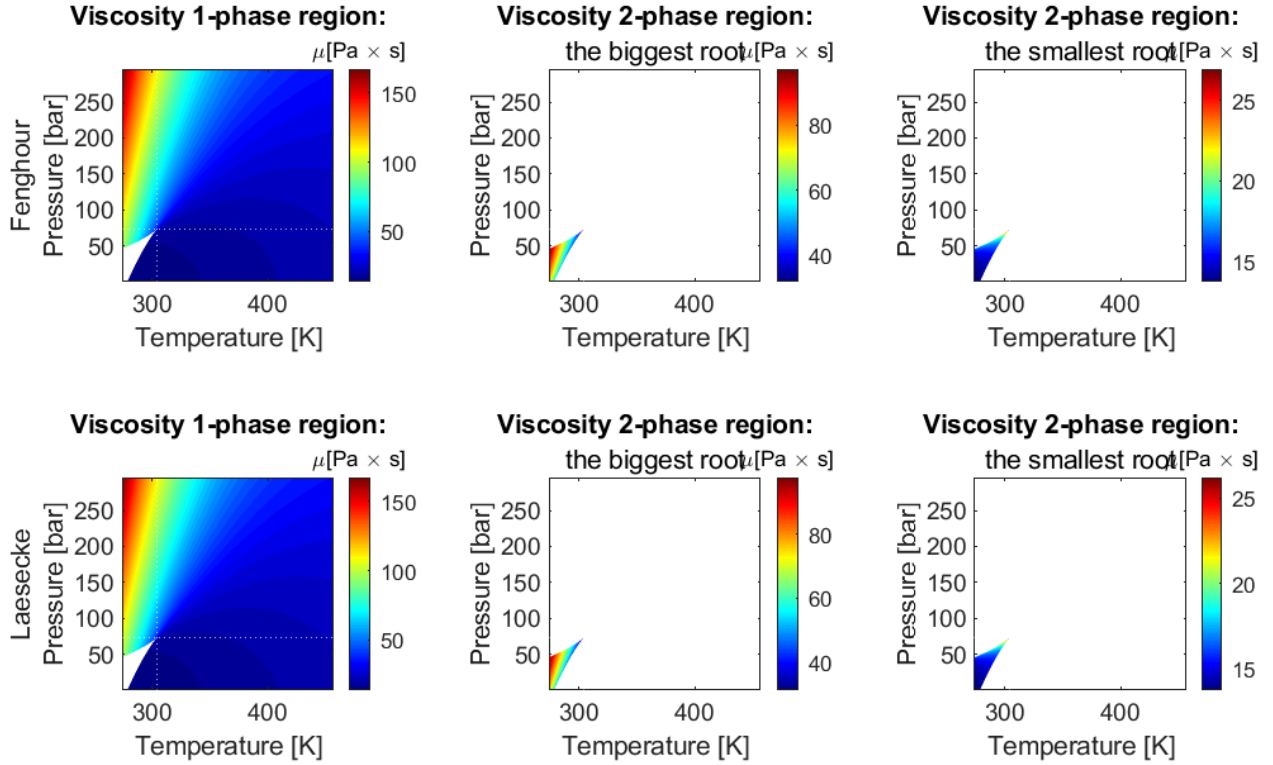 Viscosity 1-phase region:
μ[Pa × s]
Fenghour
Pressure [bar]
250
200
150
100
50
300
400
Temperature [K]
150
100
50
Viscosity 2-phase region:
the biggest root
μ[Pa × s]
Pressure [bar]
250
200
150
100
50
300
400
Temperature [K]
80
60
40
Viscosity 2-phase region:
the smallest root
μ[Pa × s]
Pressure [bar]
250
200
150
100
50
300
400
Temperature [K]
25
20
15
Viscosity 1-phase region:
μ[Pa × s]
Laesecke
Pressure [bar]
250
200
150
100
50
300
400
Temperature [K]
150
100
50
Viscosity 2-phase region:
the biggest root
μ[Pa × s]
Pressure [bar]
250
200
150
100
50
300
400
Temperature [K]
80
60
40
Viscosity 2-phase region:
the smallest root
μ[Pa × s]
Pressure [bar]
250
200
150
100
50
300
400
Temperature [K]
25
20
15